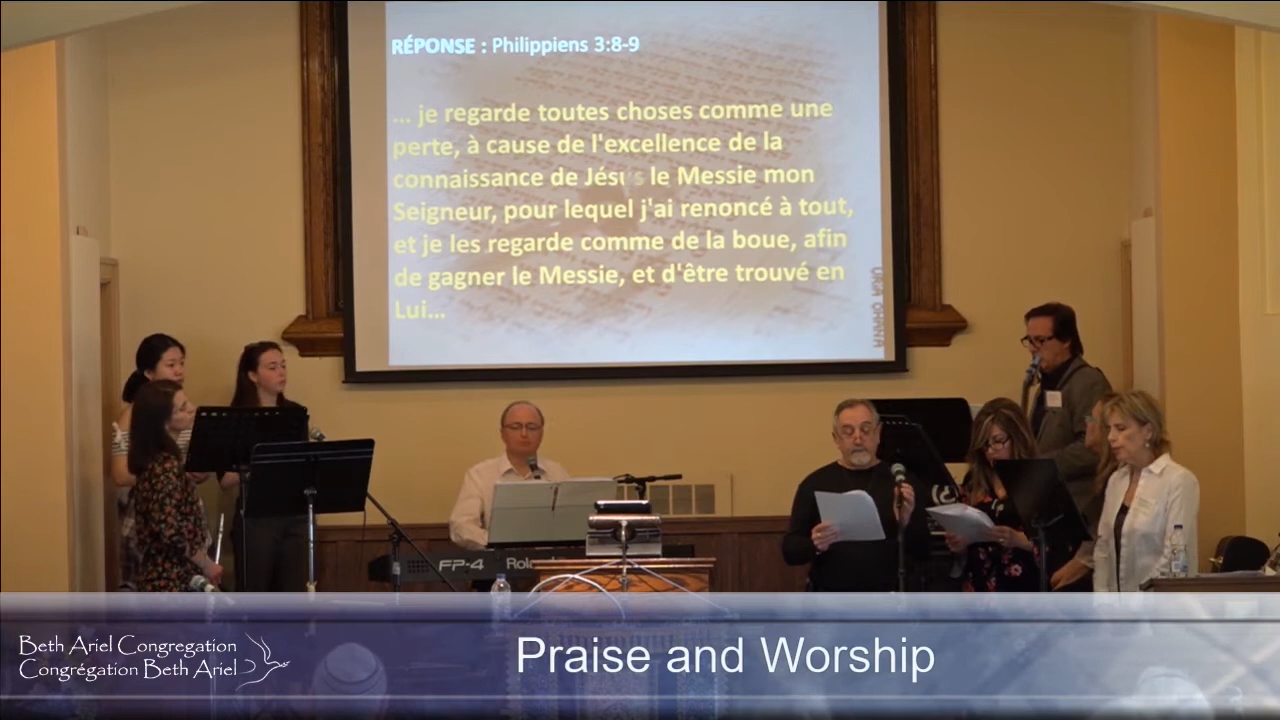 RÉPONSE : Philippiens 3:8-9
... je regarde toutes choses comme une
perte, à cause de l'excellence de la
connaissance de Jésus le Messie mon
Seigneur, pour lequel j'ai renoncé à tout,
et je les regarde comme de la boue, afin
de gagner le Messie, et d'être trouvé en
Lui...
FP-4 Roland
Beth Ariel Congregation
Congrégation Beth Ariel
Praise and Worship